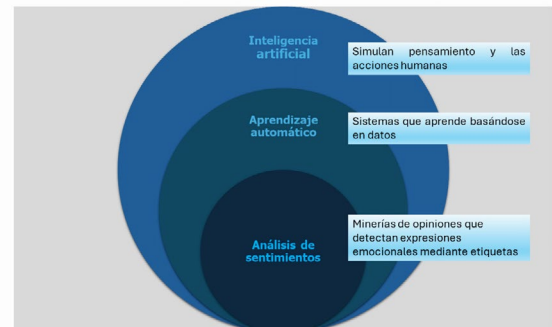 Inteligencia
artificial
Simulan pensamiento y las
acciones humanas
Aprendizaje
automático
Sistemas que aprende basándose
en datos
Análisis de
sentimientos
Minerías de opiniones que
detectan expresiones
emocionales mediante etiquetas